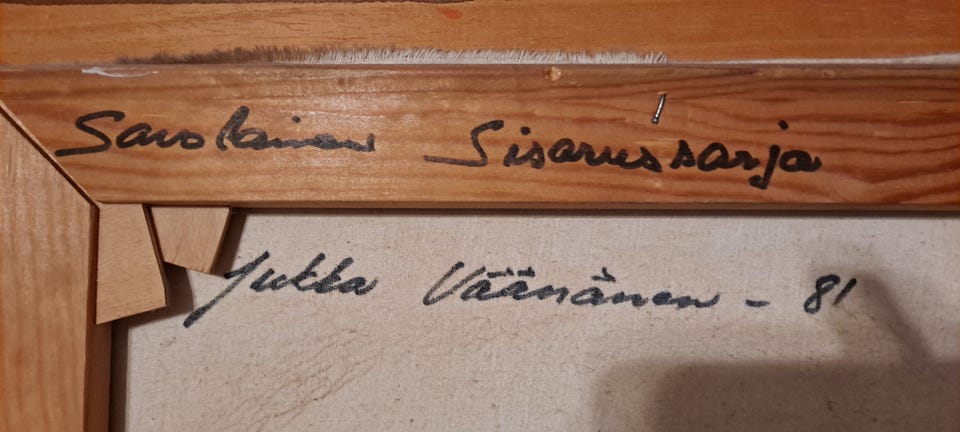 Savolainen Sisarussarja
Jukka Väänänen - 81